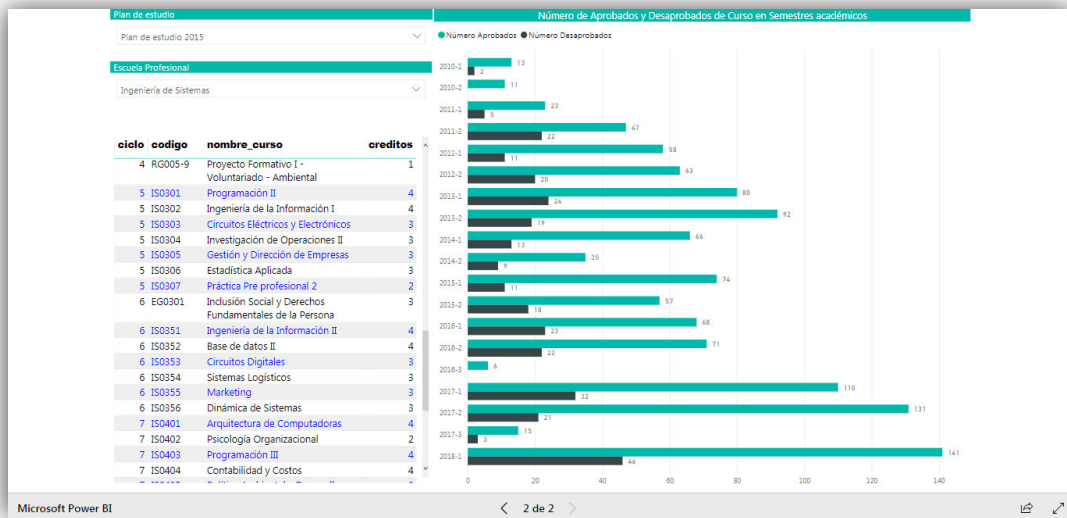 Plan de estudio
Plan de estudio 2015
Escuela Profesional
Ingeniería de Sistemas
ciclo codigo nombre_curso creditos
4 RG005-9 Proyecto Formativo I - 1
Voluntariado - Ambiental
5 IS0301 Programación II 4
5 IS0302 Ingeniería de la Información I 4
5 IS0303 Circuitos Eléctricos y Electrónicos 3
5 IS0304 Investigación de Operaciones II 3
5 IS0305 Gestión y Dirección de Empresas 3
5 IS0306 Estadística Aplicada 3
5 IS0307 Práctica Pre profesional 2 2
6 EG0301 Inclusión Social y Derechos 3
Fundamentales de la Persona
6 IS0351 Ingeniería de la Información II 4
6 IS0352 Base de datos II 4
6 IS0353 Circuitos Digitales 3
6 IS0354 Sistemas Logísticos 3
6 IS0355 Marketing 3
6 IS0356 Dinámica de Sistemas 3
7 IS0401 Arquitectura de Computadoras 4
7 IS0402 Psicología Organizacional 2
7 IS0403 Programación III 4
7 IS0404 Contabilidad y Costos 4
Número de Aprobados y Desaprobados de Curso en Semestres académicos
Número Aprobados Número Desaprobados
2010-1 13
2
2010-2 11
2011-1 23
5
2011-2 47
22
2012-1 58
11
2012-2 63
20
2013-1 80
24
2013-2 92
19
2014-1 66
13
2014-2 35
9
2015-1 74
11
2015-2 57
18
2016-1 68
23
2016-2 71
22
2016-3 6
2017-1 110
32
2017-2 131
21
2017-3 15
3
2018-1 141
46
0 20 40 60 80 100 120 140
Microsoft Power BI
2 de 2